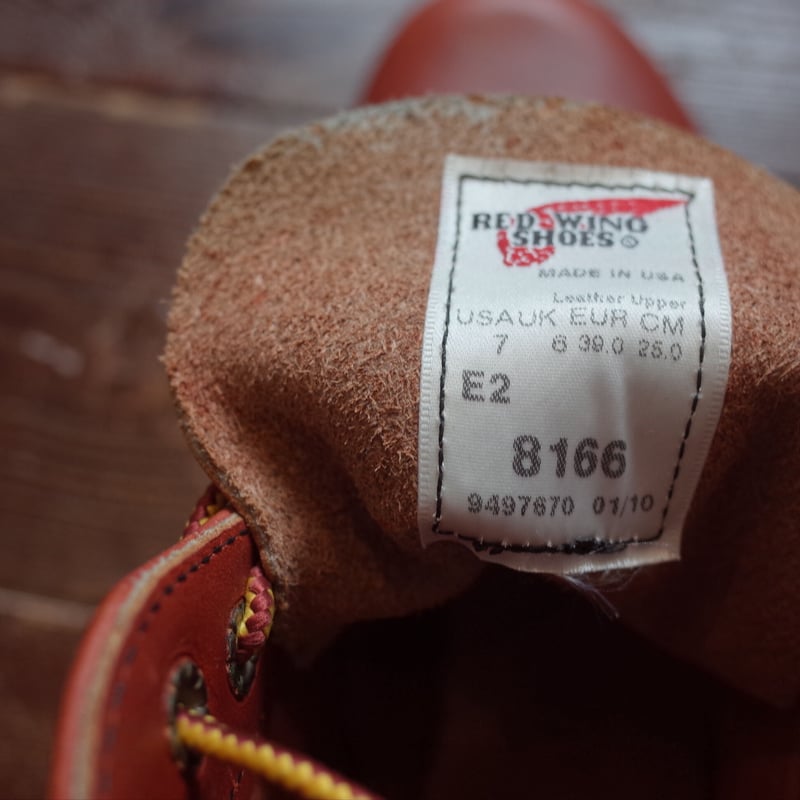 RED WING
SHOES
MADE IN USA
Leather Upper
USA UK EUR CM
7 6 39.0 25.0
E2
8166
9497670 01/10